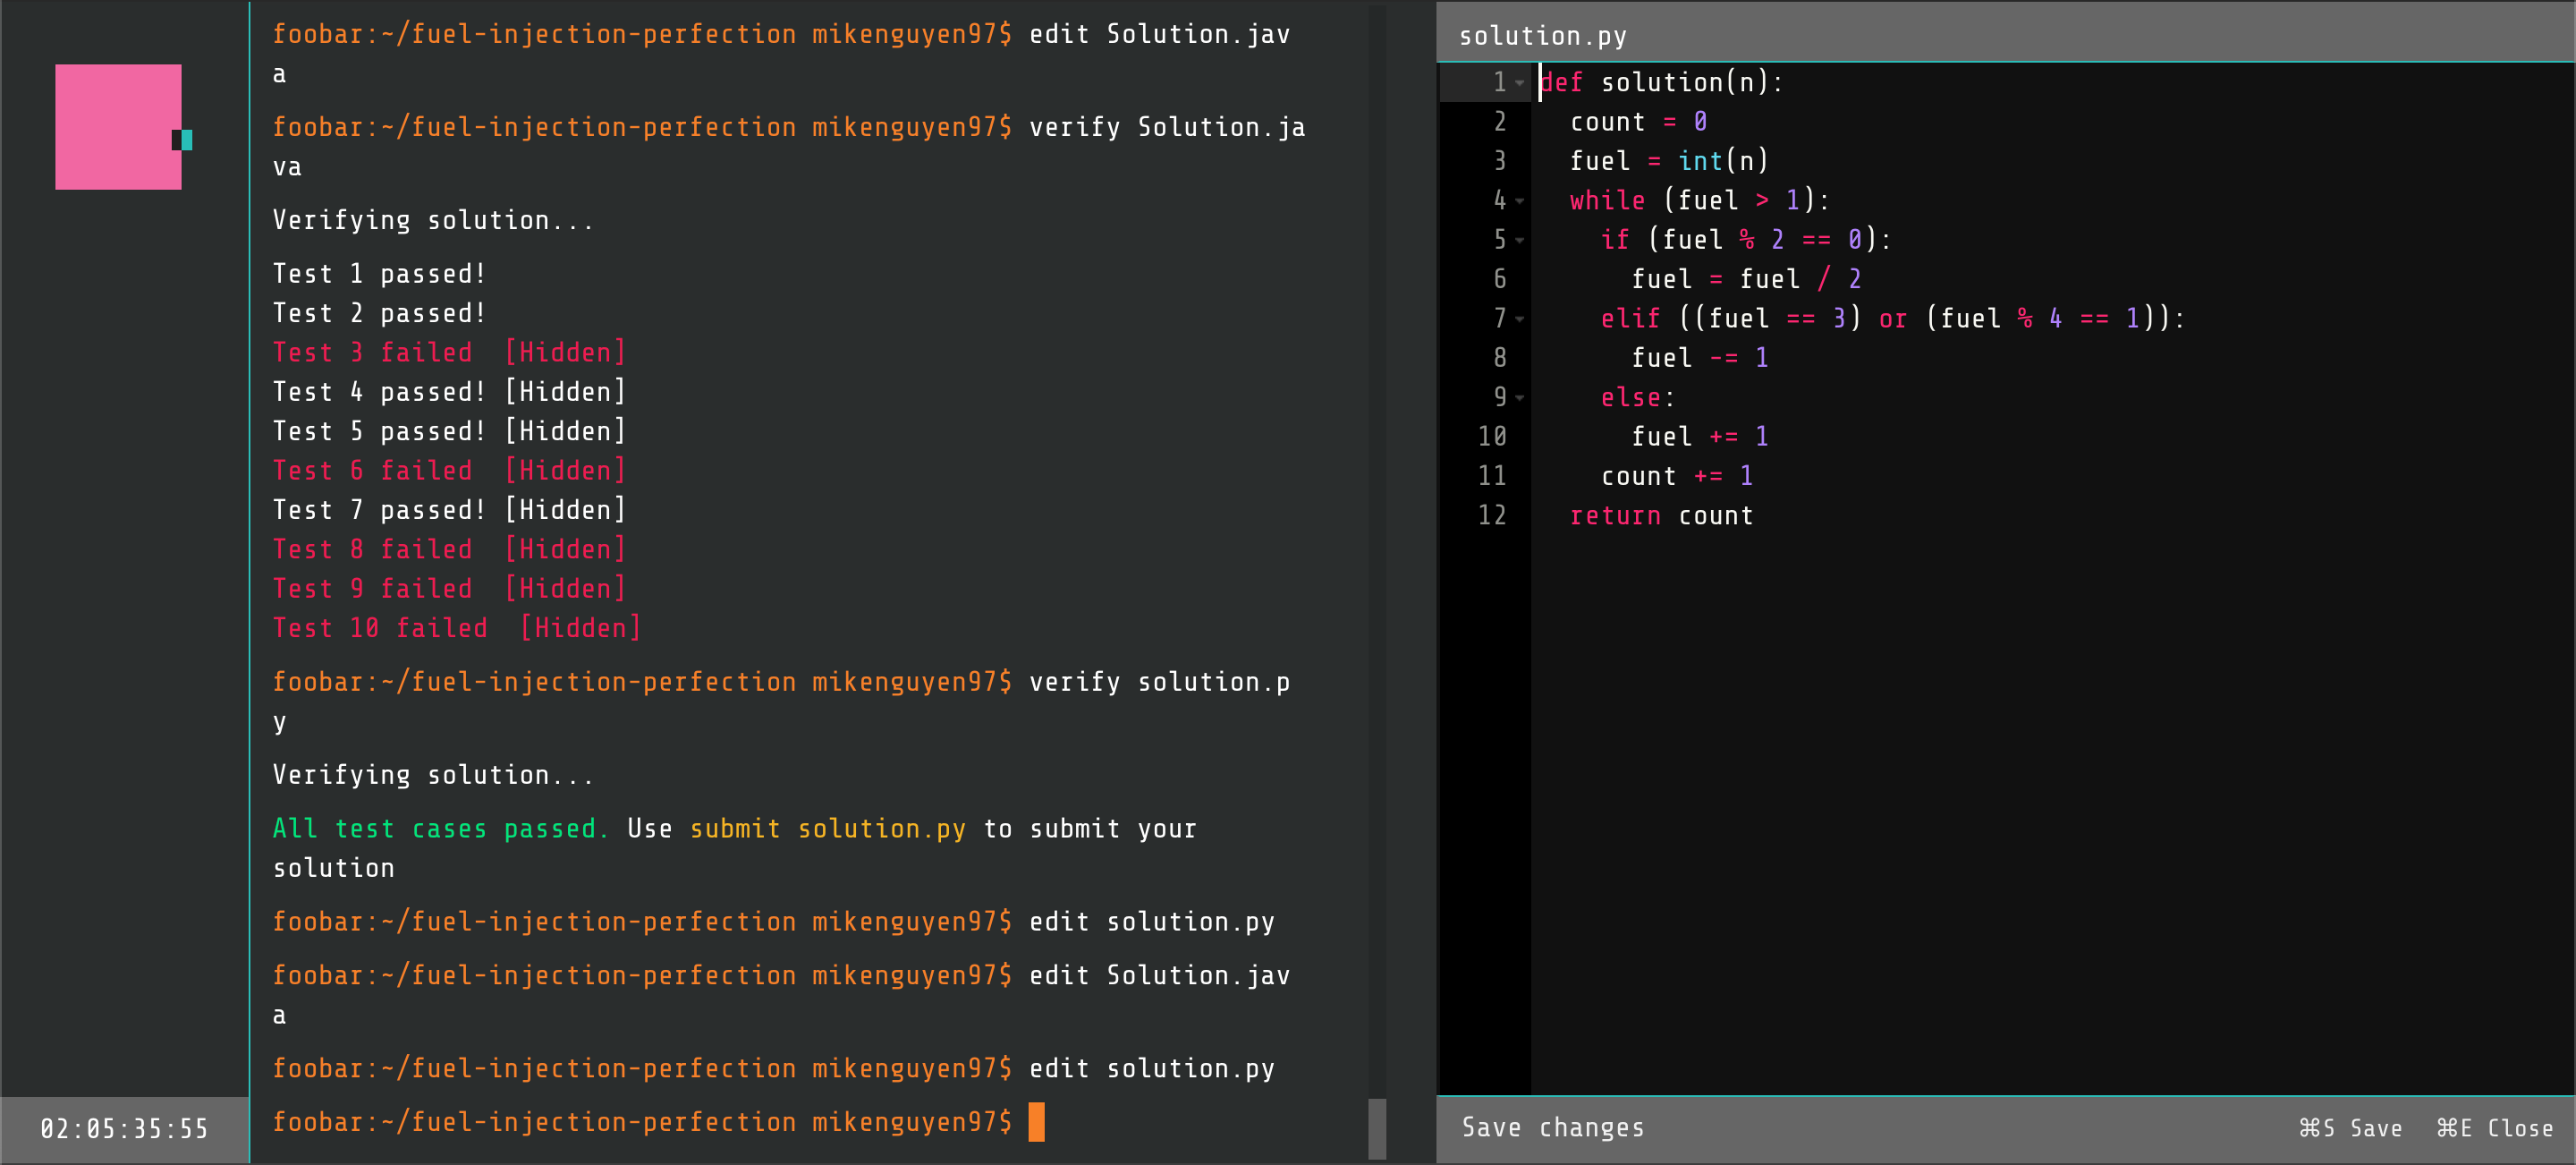 foobar:~/fuel-injection-perfection mikenguyen97$ edit Solution.jav
a
foobar:~/fuel-injection-perfection mikenguyen97$ verify Solution.ja
va
Verifying solution...
Test 1 passed!
Test 2 passed!
Test 3 failed  [Hidden]
Test 4 passed! [Hidden]
Test 5 passed! [Hidden]
Test 6 failed  [Hidden]
Test 7 passed! [Hidden]
Test 8 failed  [Hidden]
Test 9 failed  [Hidden]
Test 10 failed  [Hidden]
foobar:~/fuel-injection-perfection mikenguyen97$ verify solution.p
y
Verifying solution...
All test cases passed. Use submit solution.py to submit your
solution
foobar:~/fuel-injection-perfection mikenguyen97$ edit solution.py
foobar:~/fuel-injection-perfection mikenguyen97$ edit Solution.jav
a
foobar:~/fuel-injection-perfection mikenguyen97$ edit solution.py
foobar:~/fuel-injection-perfection mikenguyen97$
02:05:35:55
solution.py
1 def solution(n):
2   count = 0
3   fuel = int(n)
4   while (fuel > 1):
5     if (fuel % 2 == 0):
6       fuel = fuel / 2
7     elif ((fuel == 3) or (fuel % 4 == 1)):
8       fuel -= 1
9     else:
10       fuel += 1
11     count += 1
12   return count
Save changes
⌘S Save ⌘E Close